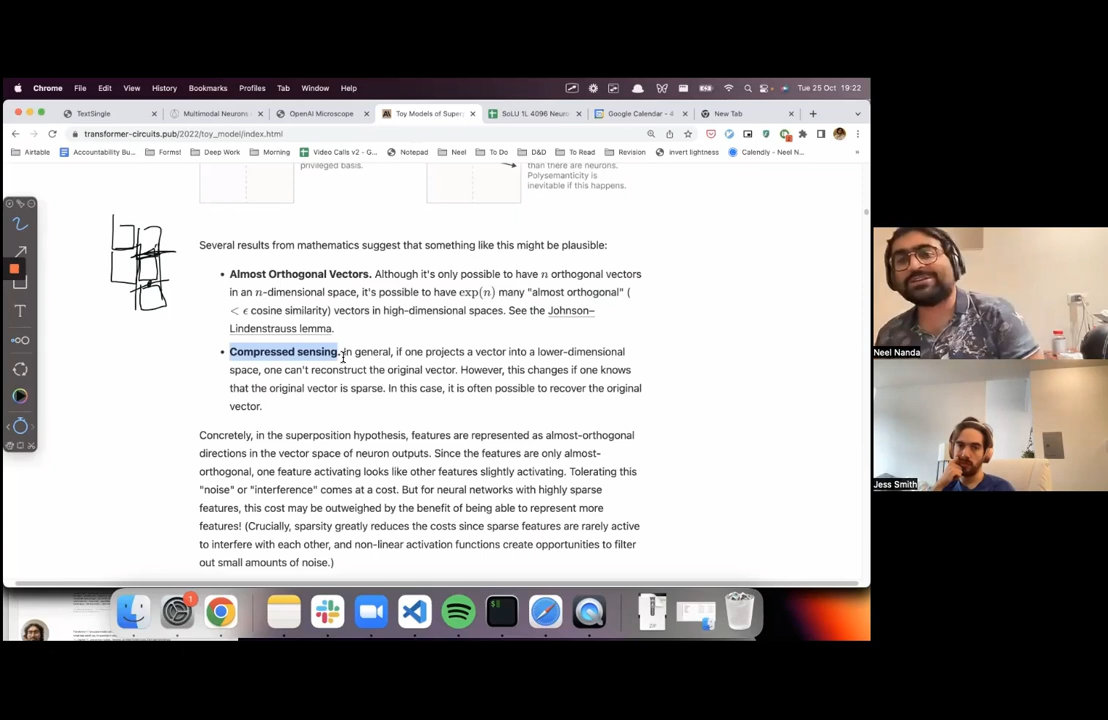 Chrome File Edit View History Bookmarks Profiles Tab Window Help Tue 25 Oct 19:22
TextSingle Multimodal Neurons OpenAI Microscope Toy Models of Super SoLU 1L 4096 Neuro Google Calendar - New Tab
transformer-circuits.pub/2022/toy_model/index.html
Airtable Accountability Bu... Forms! Deep Work Morning Video Calls v2 - G... Notepad Neel To Do D&D To Read Revision invert lightness Calendly - Neel N...
privileged basis.
than there are neurons.
Polysemanticity is
inevitable if this happens.
Several results from mathematics suggest that something like this might be plausible:
• Almost Orthogonal Vectors. Although it's only possible to have n orthogonal vectors
in an n-dimensional space, it's possible to have exp(n) many "almost orthogonal" (
< ϵ cosine similarity) vectors in high-dimensional spaces. See the Johnson–
Lindenstrauss lemma.
• Compressed sensing. In general, if one projects a vector into a lower-dimensional
space, one can't reconstruct the original vector. However, this changes if one knows
that the original vector is sparse. In this case, it is often possible to recover the original
vector.
Concretely, in the superposition hypothesis, features are represented as almost-orthogonal
directions in the vector space of neuron outputs. Since the features are only almost-
orthogonal, one feature activating looks like other features slightly activating. Tolerating this
"noise" or "interference" comes at a cost. But for neural networks with highly sparse
features, this cost may be outweighed by the benefit of being able to represent more
features! (Crucially, sparsity greatly reduces the costs since sparse features are rarely active
to interfere with each other, and non-linear activation functions create opportunities to filter
out small amounts of noise.)
T
1
ZIP
Neel Nanda
Jess Smith